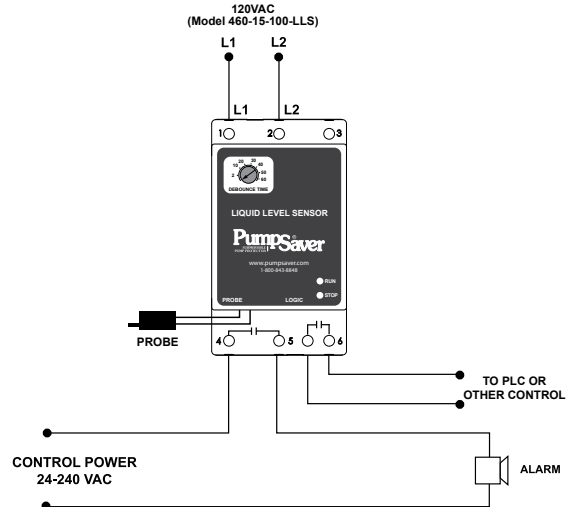 120VAC
(Model 460-15-100-LLS)
L1 L2
L1 L2
1 2 3
2 10 20 30 40 50 60
DEBOUNCE TIME
LIQUID LEVEL SENSOR
PumpSaver®
www.pumpsaver.com
1-800-843-8848
RUN
STOP
PROBE LOGIC
PROBE
4 5 6
TO PLC OR
OTHER CONTROL
CONTROL POWER
24-240 VAC
ALARM